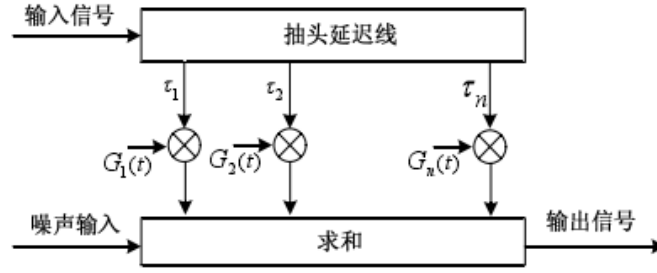 输入信号
抽头延迟线
τ₁ τ₂ τₙ
G₁(t) G₂(t) Gₙ(t)
噪声输入
求和
输出信号